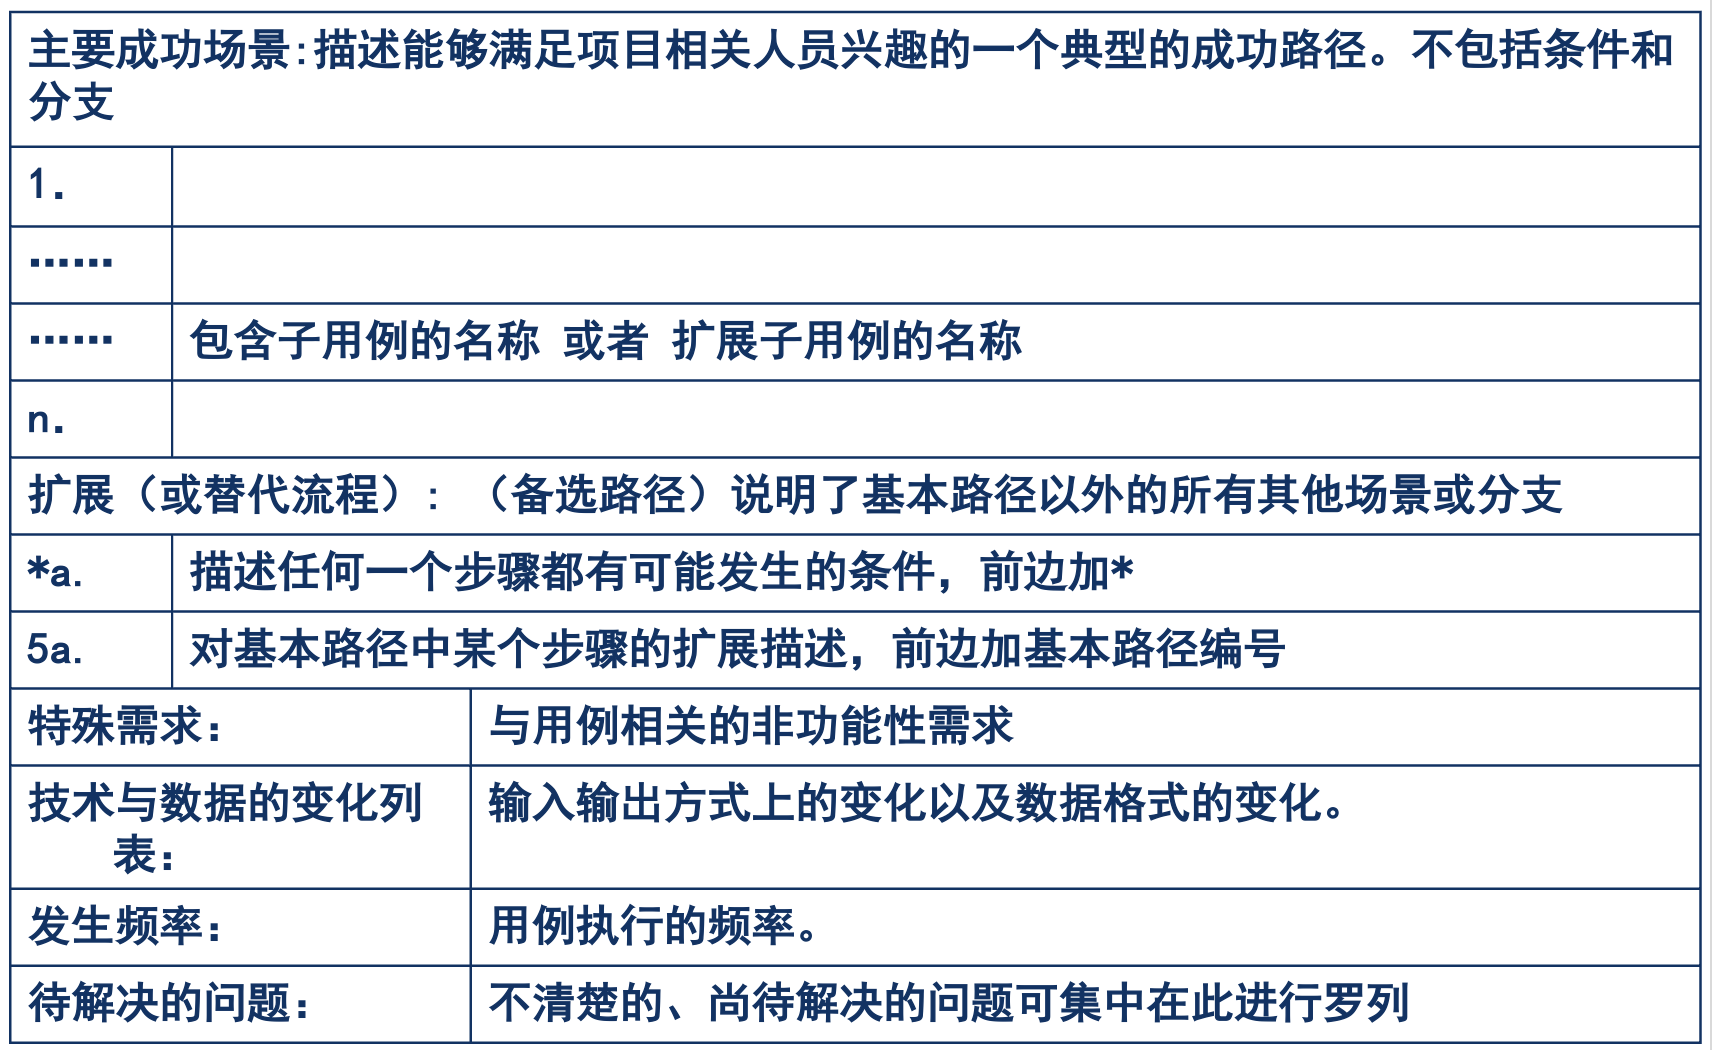 主要成功场景:描述能够满足项目相关人员兴趣的一个典型的成功路径。不包括条件和
分支
1.
……
…… 包含子用例的名称 或者 扩展子用例的名称
n.
扩展（或替代流程）: （备选路径）说明了基本路径以外的所有其他场景或分支
*a. 描述任何一个步骤都有可能发生的条件，前边加*
5a. 对基本路径中某个步骤的扩展描述，前边加基本路径编号
特殊需求: 与用例相关的非功能性需求
技术与数据的变化列 输入输出方式上的变化以及数据格式的变化。
表:
发生频率: 用例执行的频率。
待解决的问题: 不清楚的、尚待解决的问题可集中在此进行罗列